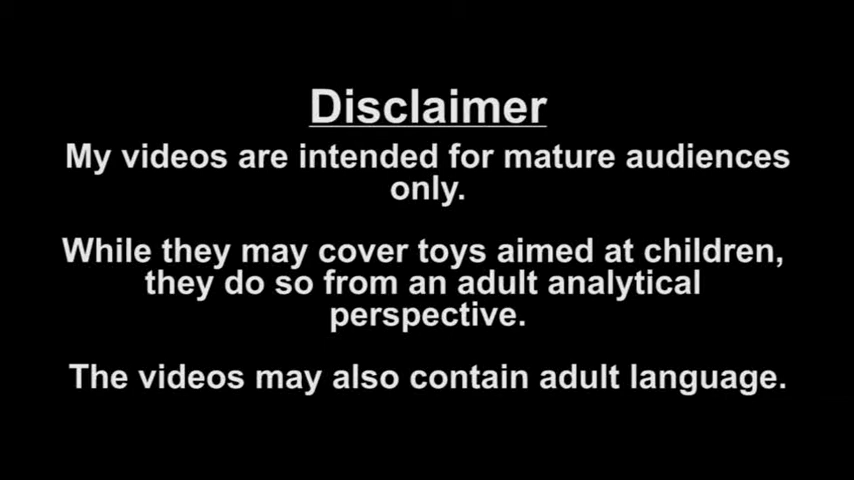 Disclaimer
My videos are intended for mature audiences
only.
While they may cover toys aimed at children,
they do so from an adult analytical
perspective.
The videos may also contain adult language.